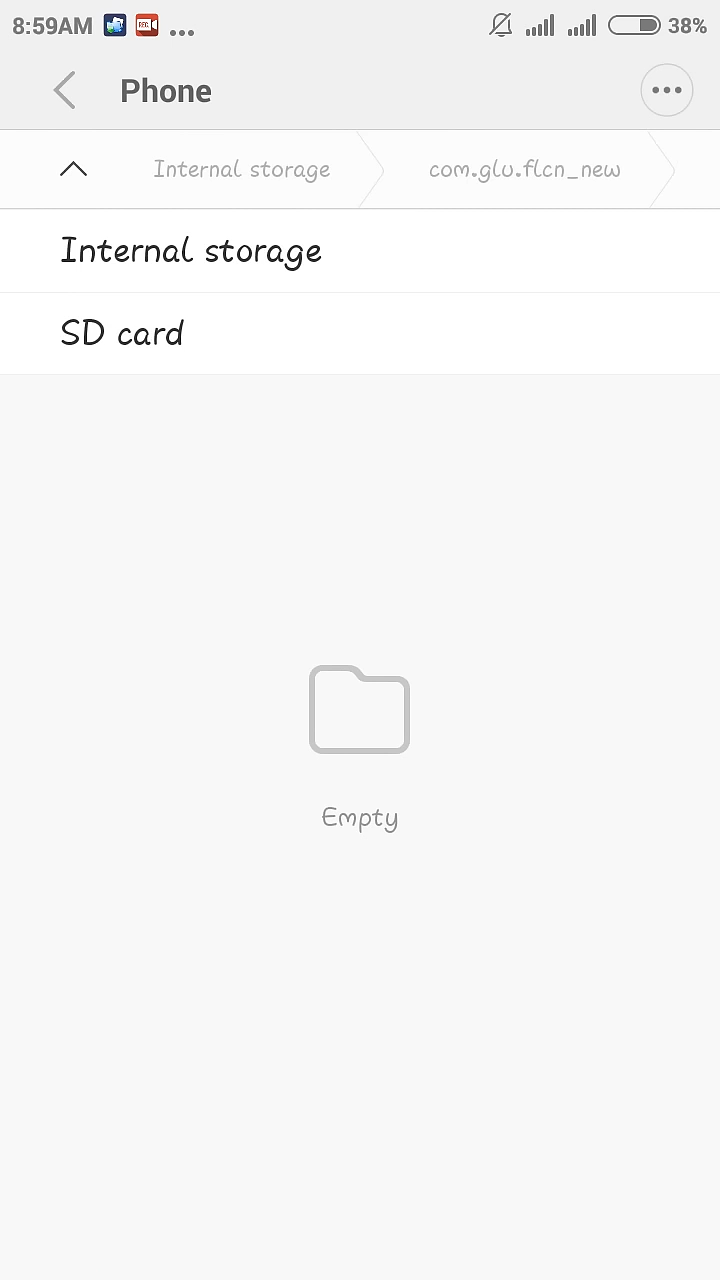 8:59AM ... 38%
Phone
Internal storage com.glu.flcn_new
Internal storage
SD card
Empty